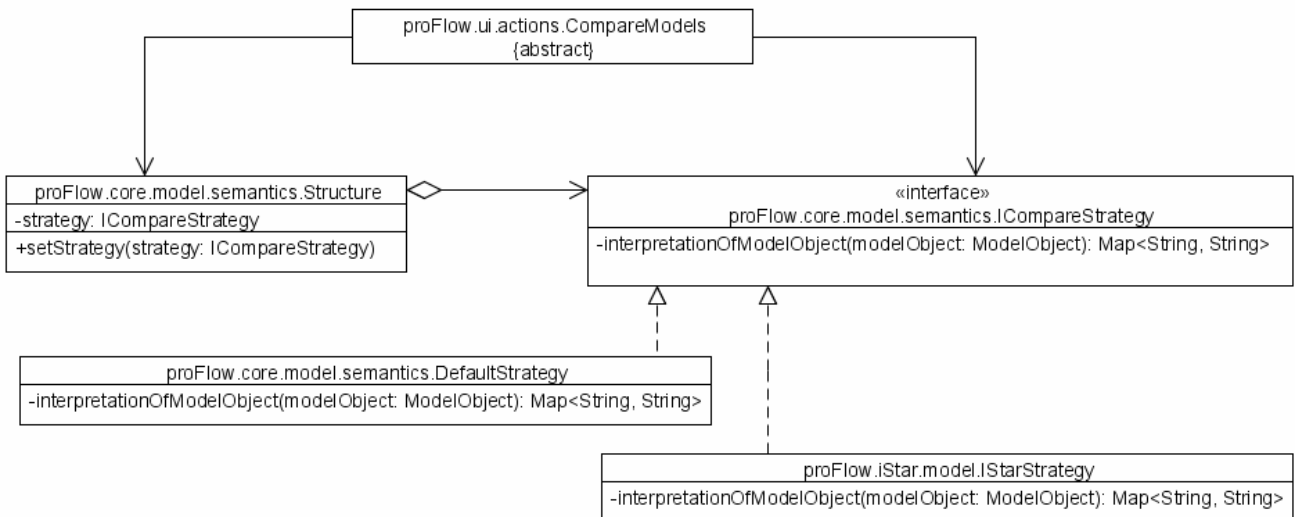 proFlow.ui.actions.CompareModels
{abstract}
proFlow.core.model.semantics.Structure
-strategy: ICompareStrategy
+setStrategy(strategy: ICompareStrategy)
«interface»
proFlow.core.model.semantics.ICompareStrategy
-interpretationOfModelObject(modelObject: ModelObject): Map<String, String>
proFlow.core.model.semantics.DefaultStrategy
-interpretationOfModelObject(modelObject: ModelObject): Map<String, String>
proFlow.iStar.model.IStarStrategy
-interpretationOfModelObject(modelObject: ModelObject): Map<String, String>